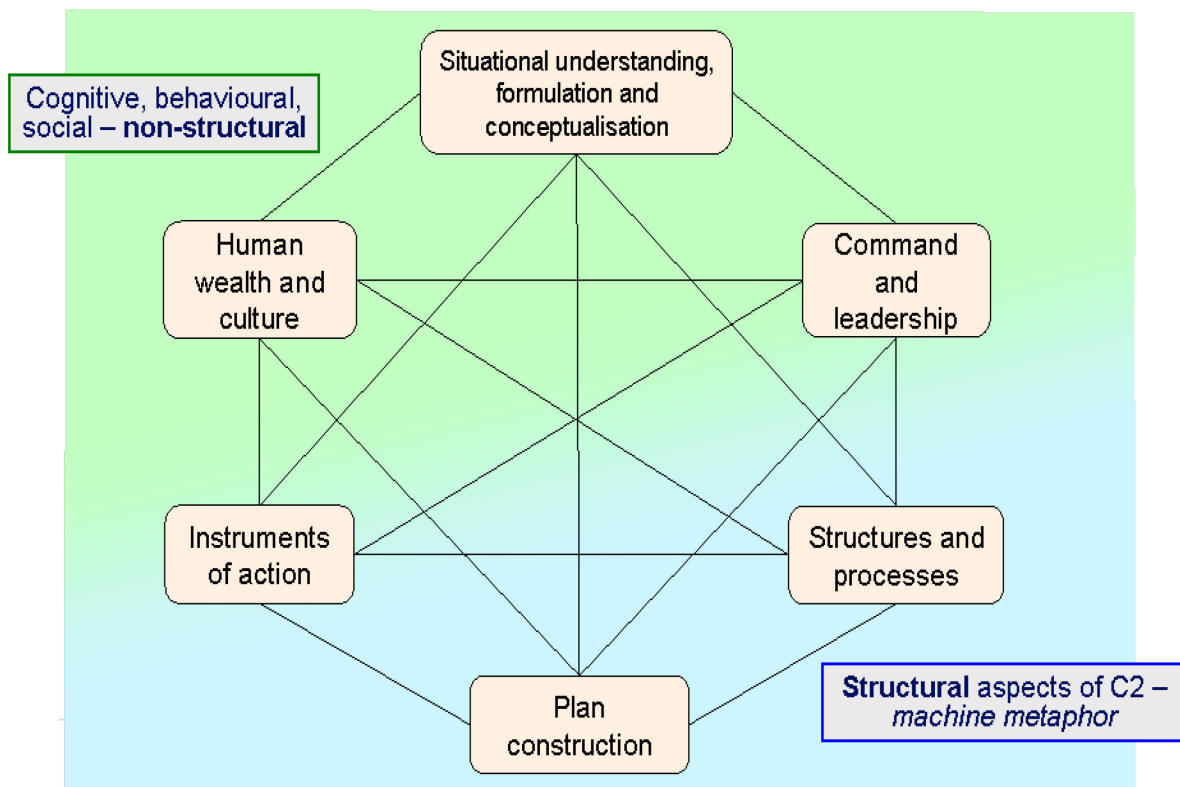 Situational understanding,
formulation and
conceptualisation
Cognitive, behavioural,
social – non-structural
Human
wealth and
culture
Command
and
leadership
Instruments
of action
Structures and
processes
Plan
construction
Structural aspects of C2 –
machine metaphor